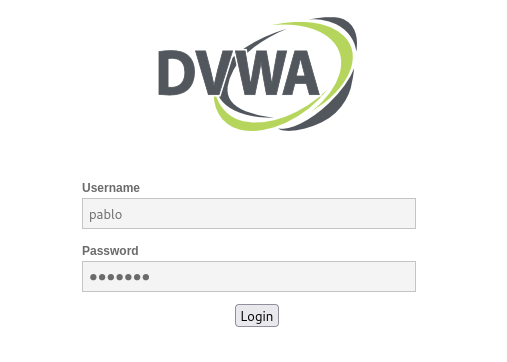 DVWA
Username
pablo
Password
●●●●●●●
Login